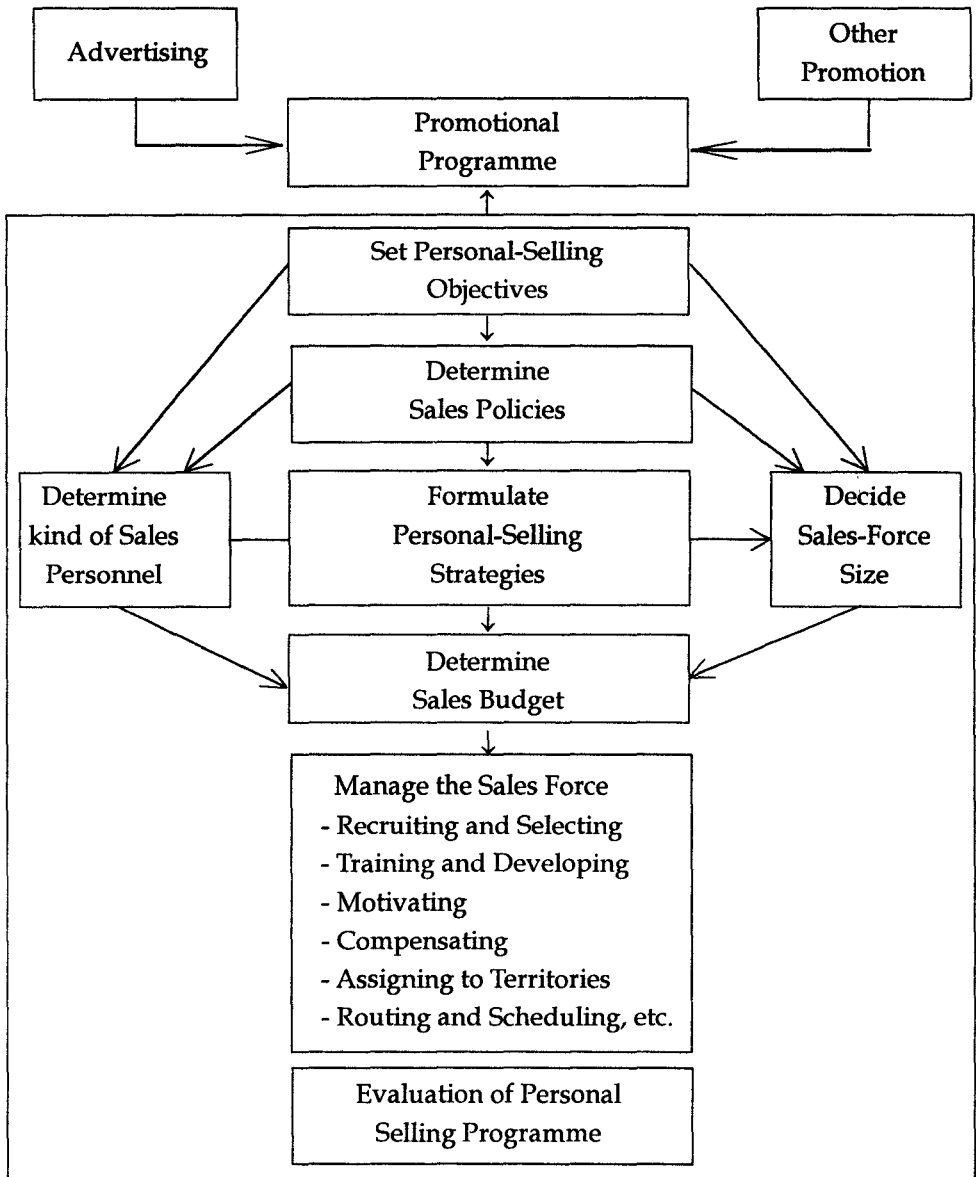 Advertising
Other
Promotion
Promotional
Programme
Set Personal-Selling
Objectives
Determine
Sales Policies
Determine
kind of Sales
Personnel
Formulate
Personal-Selling
Strategies
Decide
Sales-Force
Size
Determine
Sales Budget
Manage the Sales Force
- Recruiting and Selecting
- Training and Developing
- Motivating
- Compensating
- Assigning to Territories
- Routing and Scheduling, etc.
Evaluation of Personal
Selling Programme